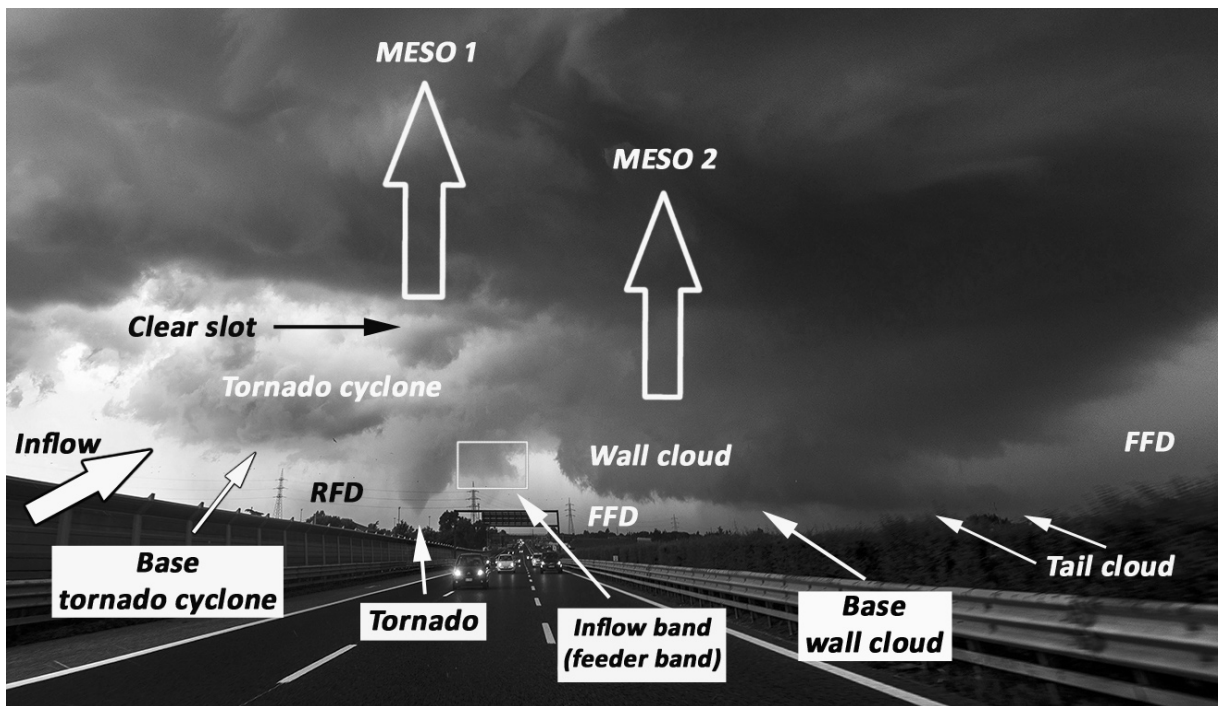 MESO 1
MESO 2
Clear slot
Tornado cyclone
Inflow
Wall cloud
FFD
RFD
FFD
Base
tornado cyclone
Tornado
Inflow band
(feeder band)
Base
wall cloud
Tail cloud